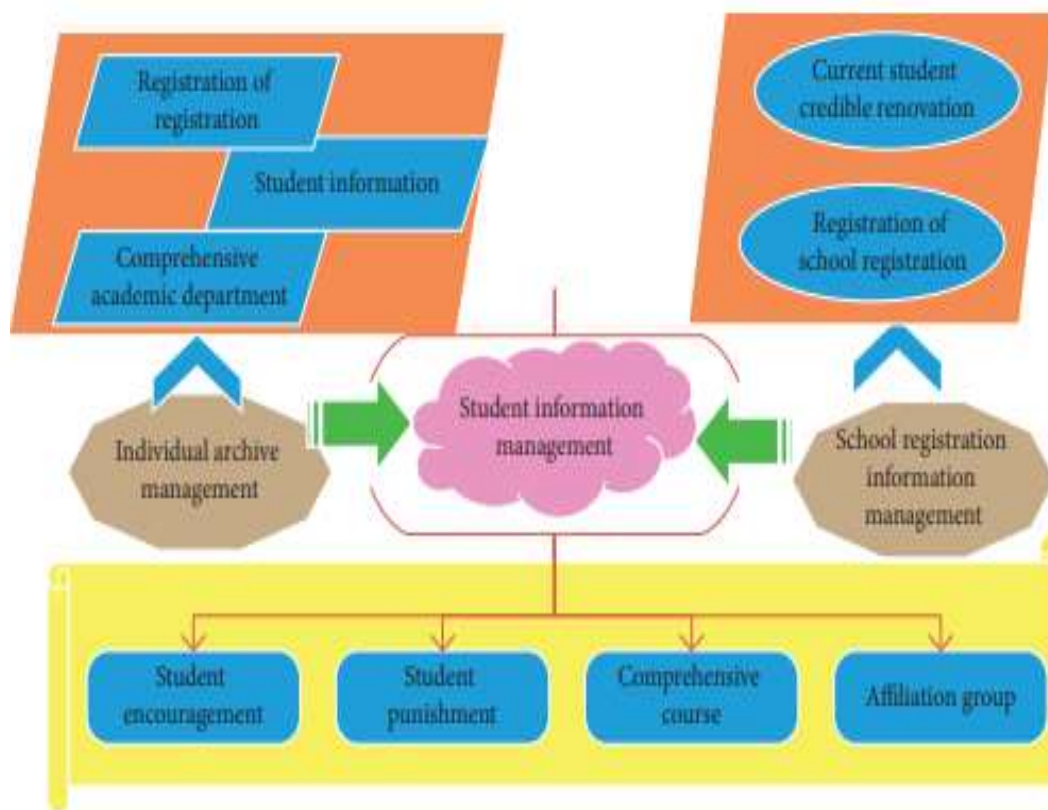 Registration of
registration
Student information
Comprehensive
academic department
Current student
credible renovation
Registration of
school registration
Individual archive
management
Student information
management
School registration
information
management
Student
encouragement
Student
punishment
Comprehensive
course
Affiliation group